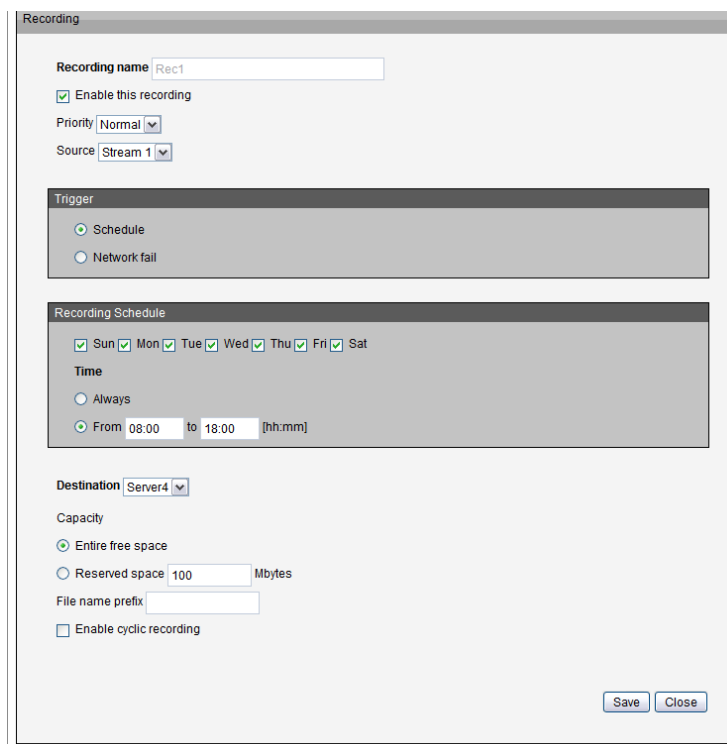 Recording
Recording name Rec1
Enable this recording
Priority Normal
Source Stream 1
Trigger
Schedule
Network fail
Recording Schedule
Sun Mon Tue Wed Thu Fri Sat
Time
Always
From 08:00 to 18:00 [hh:mm]
Destination Server4
Capacity
Entire free space
Reserved space 100 Mbytes
File name prefix
Enable cyclic recording
Save Close